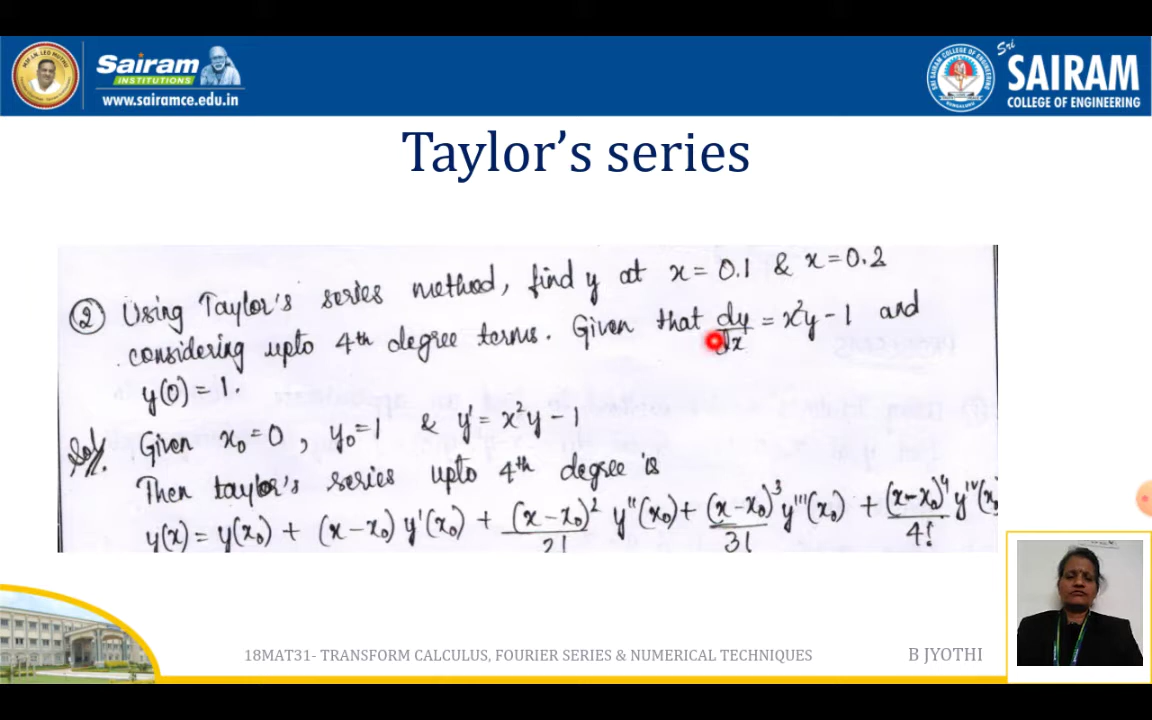 Sairam
INSTITUTIONS
www.sairamce.edu.in
Sri
SAIRAM
COLLEGE OF ENGINEERING
Taylor's series
② Using Taylor's series method, find y at x = 0.1 & x = 0.2
considering upto 4th degree terms. Given that dy/dx = x²y - 1 and
y(0) = 1.
Soln. Given x₀ = 0, y₀ = 1 & y' = x²y - 1
Then taylor's series upto 4th degree is
y(x) = y(x₀) + (x - x₀) y'(x₀) + (x - x₀)²/2! y''(x₀) + (x - x₀)³/3! y'''(x₀) + (x - x₀)⁴/4! y'ᵛ(x₀
18MAT31- TRANSFORM CALCULUS, FOURIER SERIES & NUMERICAL TECHNIQUES
B JYOTHI